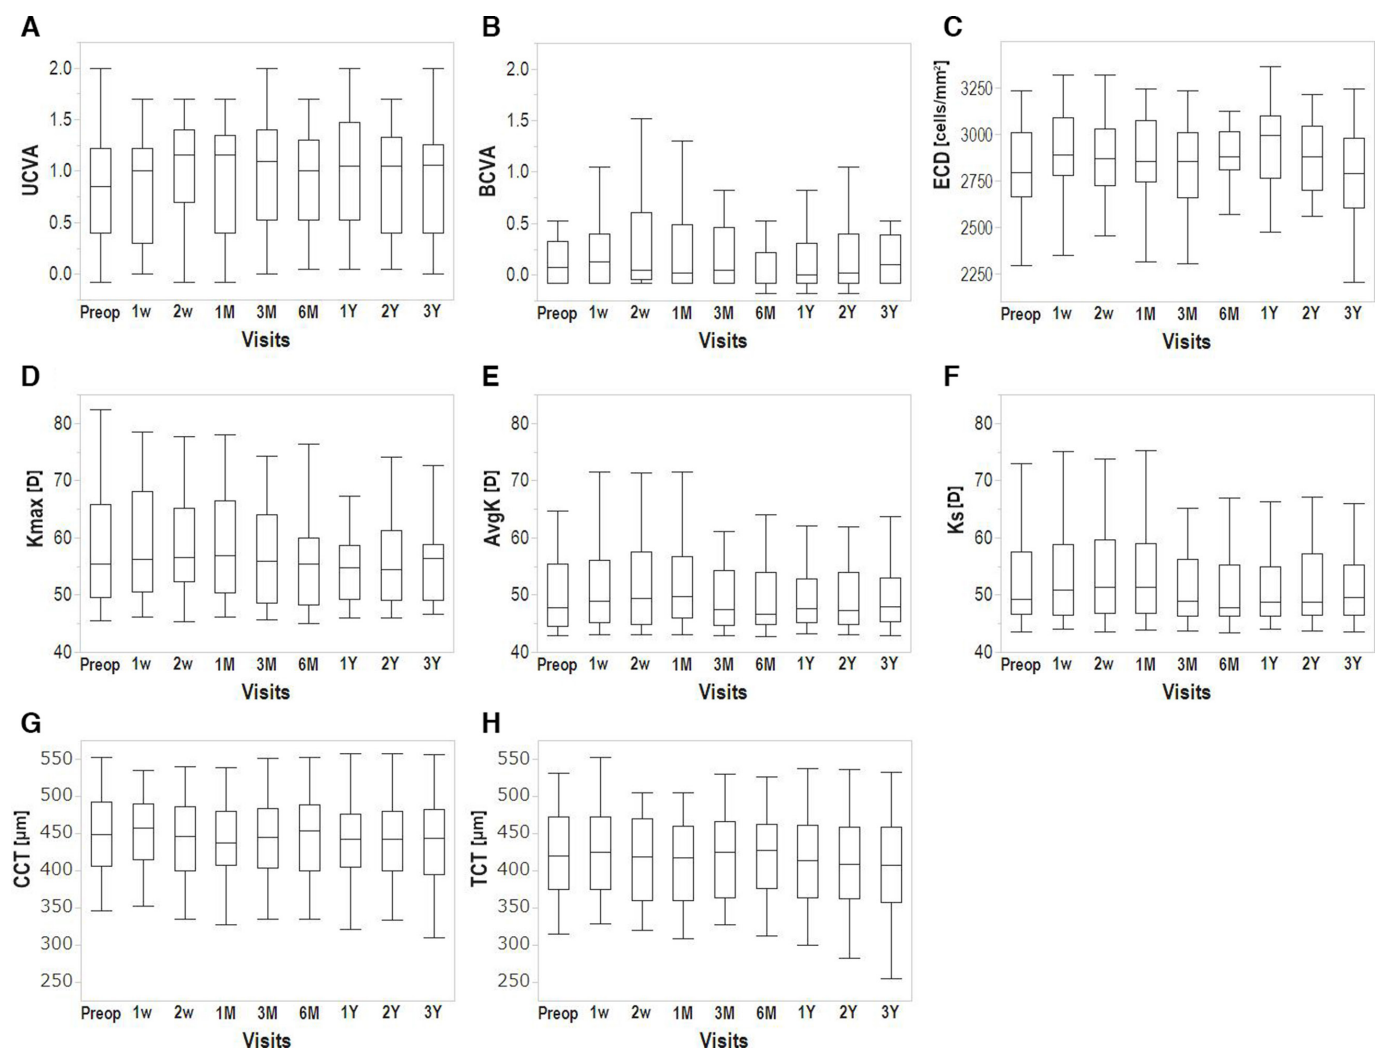 A
UCVA
2.0
1.5
1.0
0.5
0.0
Preop 1w 2w 1M 3M 6M 1Y 2Y 3Y
Visits
B
BCVA
2.0
1.5
1.0
0.5
0.0
Preop 1w 2w 1M 3M 6M 1Y 2Y 3Y
Visits
C
ECD [cells/mm²]
3250
3000
2750
2500
2250
Preop 1w 2w 1M 3M 6M 1Y 2Y 3Y
Visits
D
Kmax [D]
80
70
60
50
40
Preop 1w 2w 1M 3M 6M 1Y 2Y 3Y
Visits
E
AvgK [D]
80
70
60
50
40
Preop 1w 2w 1M 3M 6M 1Y 2Y 3Y
Visits
F
Ks [D]
80
70
60
50
40
Preop 1w 2w 1M 3M 6M 1Y 2Y 3Y
Visits
G
CCT [µm]
550
500
450
400
350
300
250
Preop 1w 2w 1M 3M 6M 1Y 2Y 3Y
Visits
H
TCT [µm]
550
500
450
400
350
300
250
Preop 1w 2w 1M 3M 6M 1Y 2Y 3Y
Visits